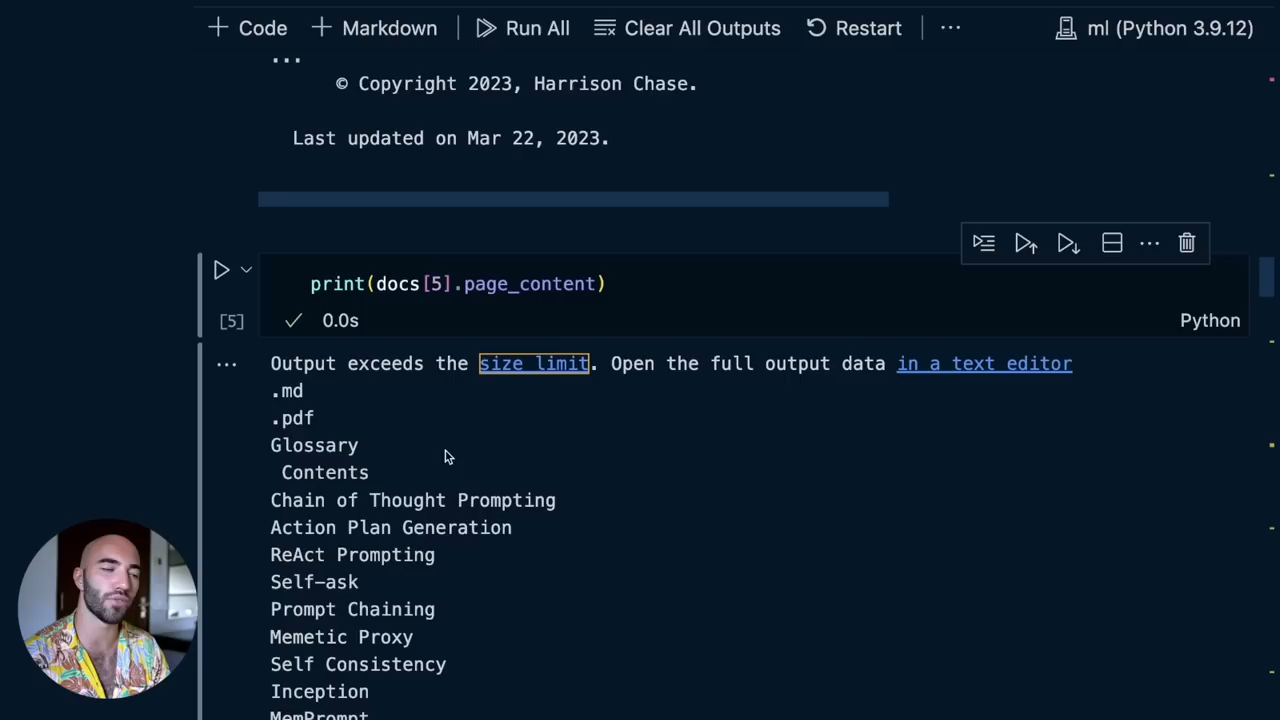 Code Markdown Run All Clear All Outputs Restart ... ml (Python 3.9.12)
...
© Copyright 2023, Harrison Chase.
Last updated on Mar 22, 2023.
print(docs[5].page_content)
[5] 0.0s Python
... Output exceeds the size limit. Open the full output data in a text editor
.md
.pdf
Glossary
Contents
Chain of Thought Prompting
Action Plan Generation
ReAct Prompting
Self-ask
Prompt Chaining
Memetic Proxy
Self Consistency
Inception
MemPrompt